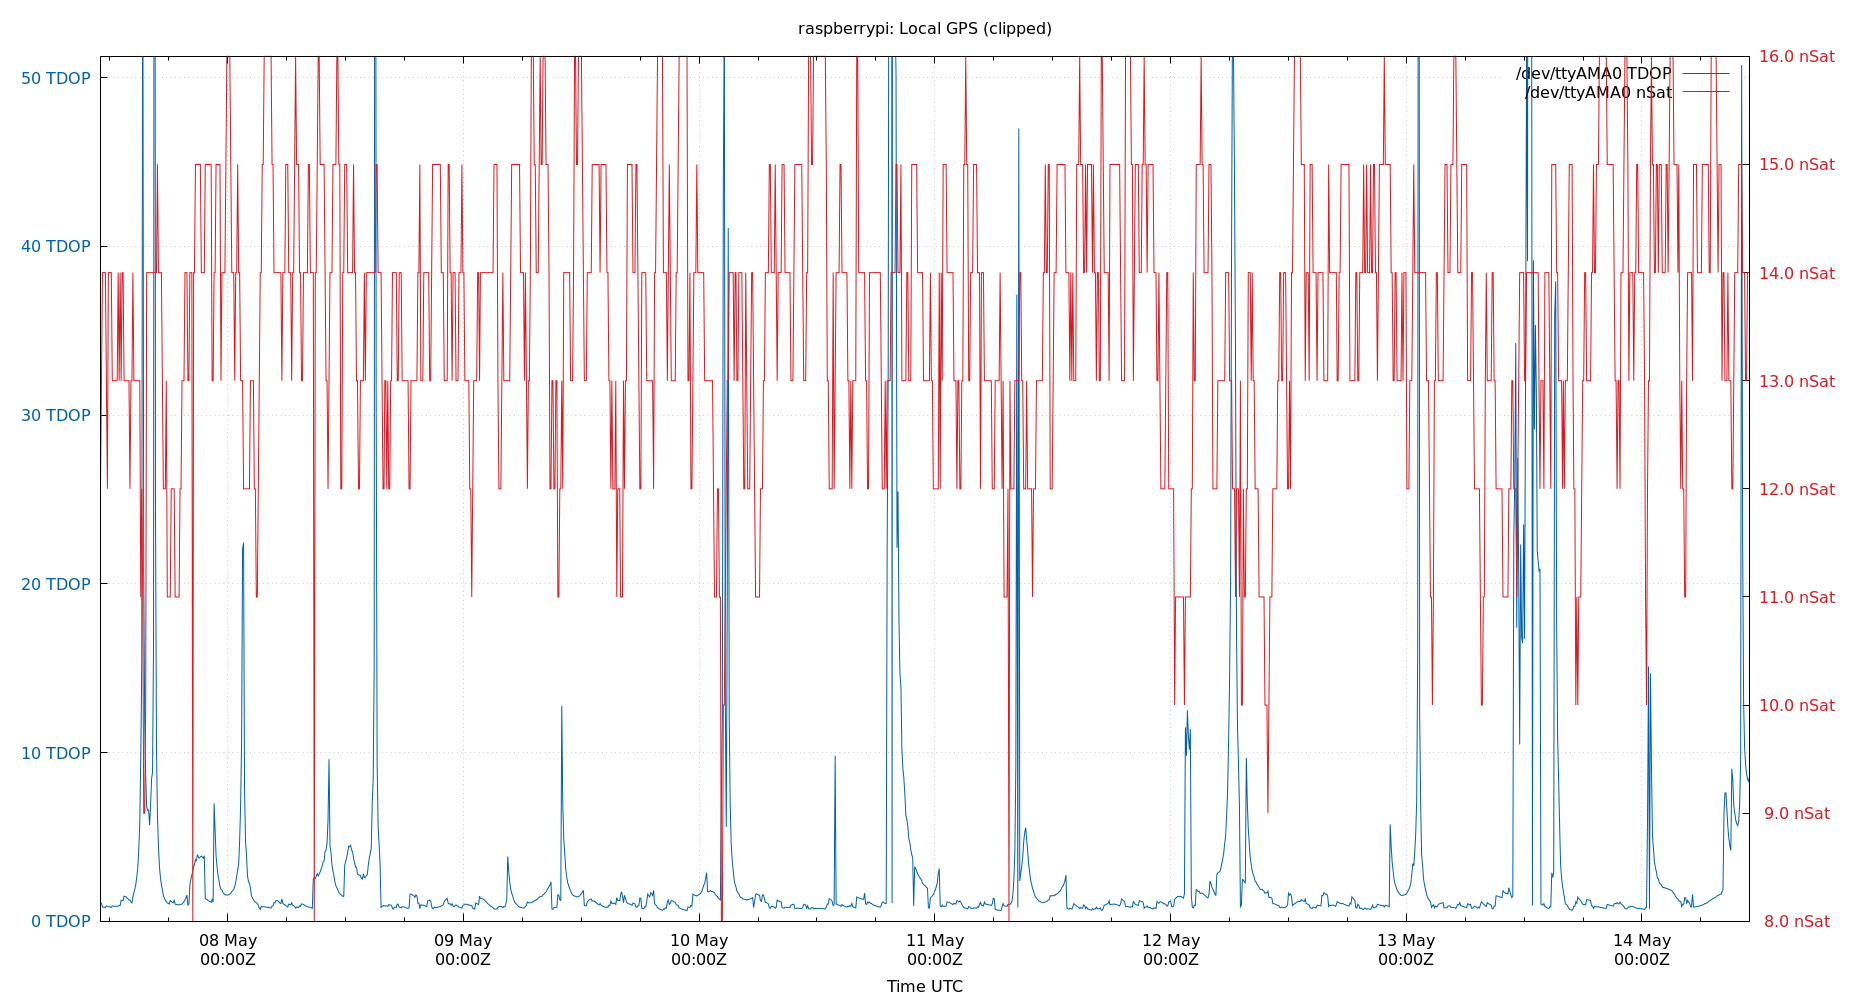 raspberrypi: Local GPS (clipped)
50 TDOP
40 TDOP
30 TDOP
20 TDOP
10 TDOP
0 TDOP
16.0 nSat
15.0 nSat
14.0 nSat
13.0 nSat
12.0 nSat
11.0 nSat
10.0 nSat
9.0 nSat
8.0 nSat
/dev/ttyAMA0 TDOP
/dev/ttyAMA0 nSat
08 May 09 May 10 May 11 May 12 May 13 May 14 May
00:00Z 00:00Z 00:00Z 00:00Z 00:00Z 00:00Z 00:00Z
Time UTC